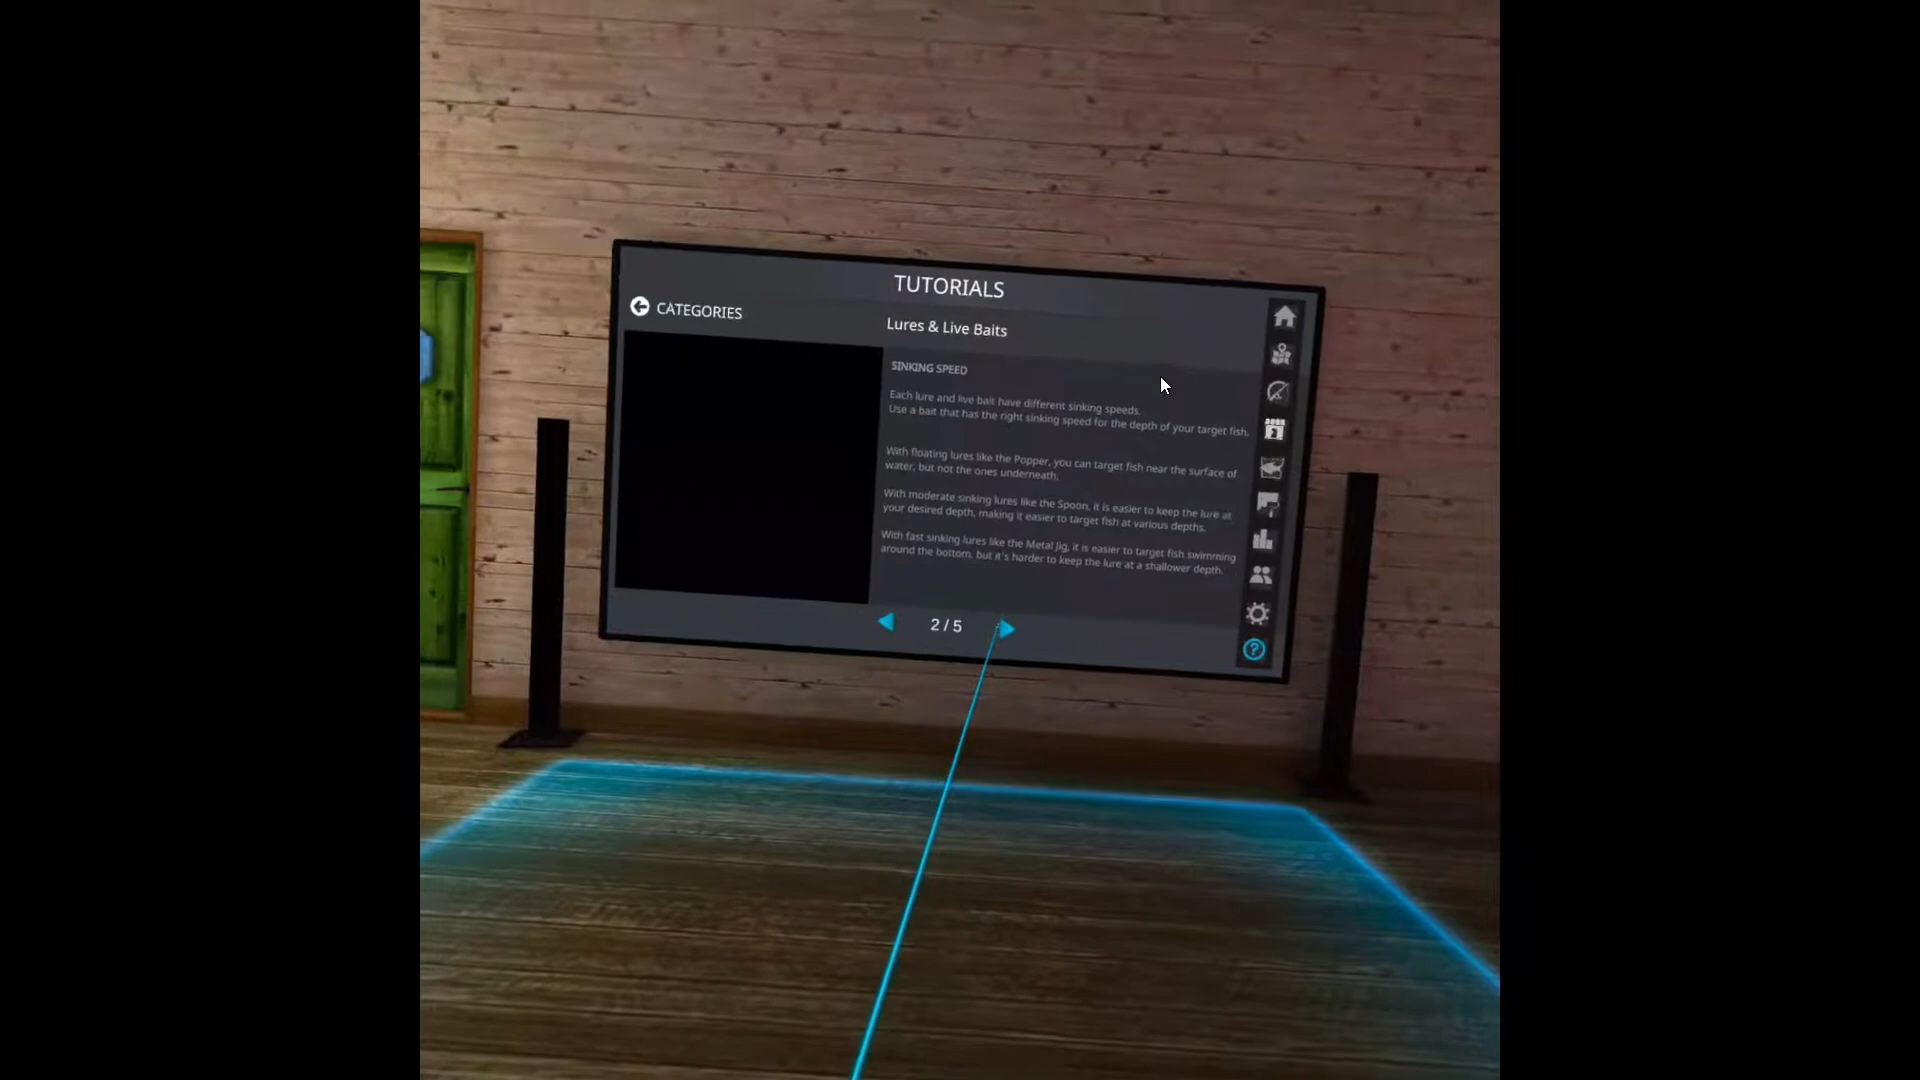 TUTORIALS
CATEGORIES
Lures & Live Baits
SINKING SPEED
Each lure and live bait have different sinking speeds.
Use a bait that has the right sinking speed for the depth of your target fish.
With floating lures like the Popper, you can target fish near the surface of
water, but not the ones underneath.
With moderate sinking lures like the Spoon, it is easier to keep the lure at
your desired depth, making it easier to target fish at various depths.
With fast sinking lures like the Metal Jig, it is easier to target fish swimming
around the bottom, but it's harder to keep the lure at a shallower depth.
2 / 5
?